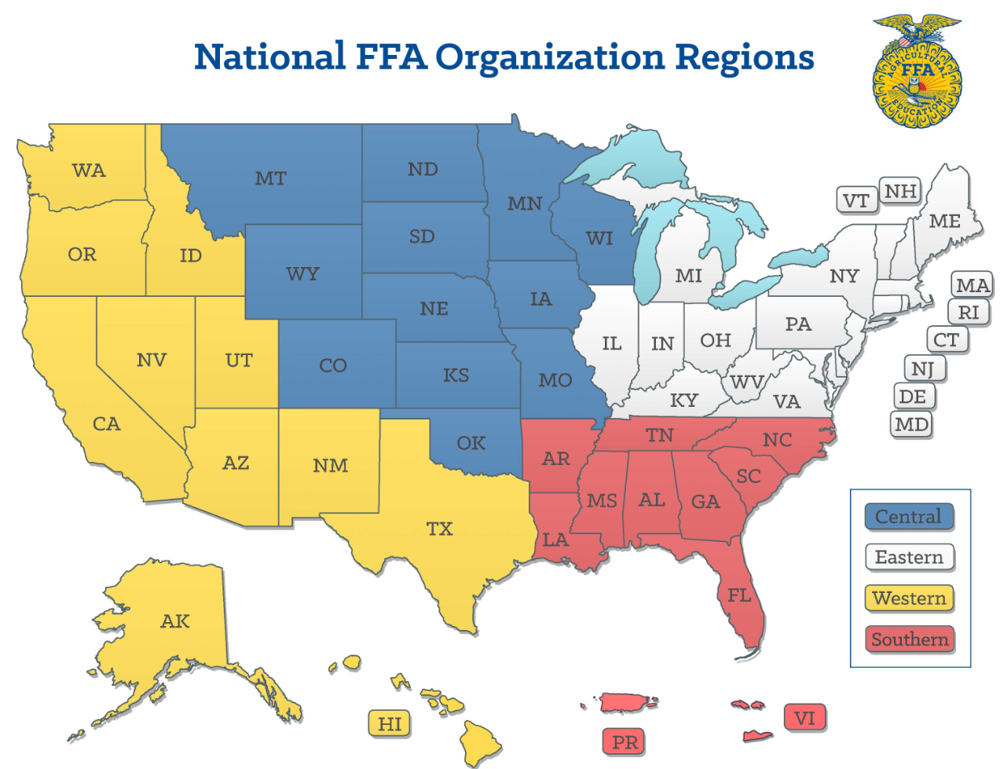 National FFA Organization Regions
AGRICULTURAL
FFA
EDUCATION
WA
MT
ND
MN
VT
NH
ME
OR
ID
SD
WI
WY
MI
NY
MA
NE
IA
RI
NV
UT
CO
KS
MO
IL
IN
OH
PA
CT
NJ
WV
KY
VA
DE
CA
MD
AZ
NM
OK
AR
TN
NC
SC
TX
MS
AL
GA
LA
FL
AK
HI
PR
VI
Central
Eastern
Western
Southern